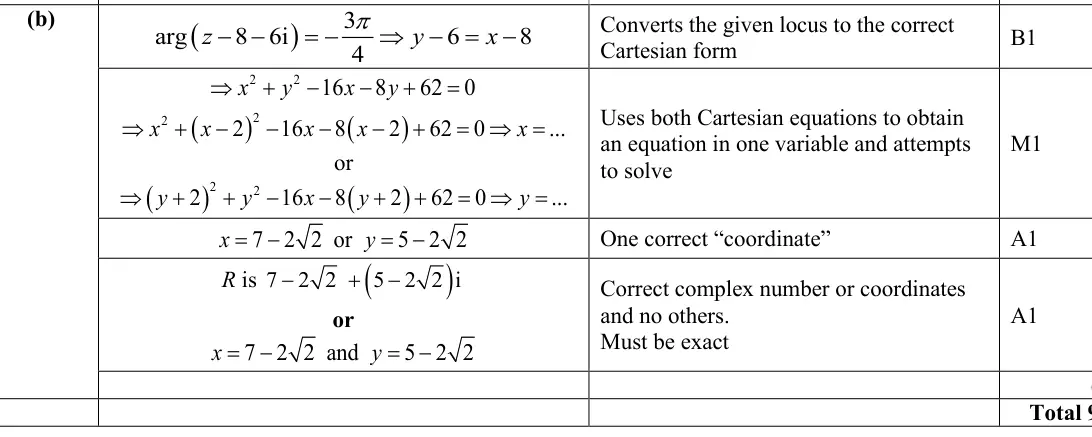 (b)
arg(z − 8 − 6i) = −3π/4 ⇒ y − 6 = x − 8
Converts the given locus to the correct
Cartesian form
B1
⇒ x² + y² − 16x − 8y + 62 = 0
⇒ x² + (x − 2)² − 16x − 8(x − 2) + 62 = 0 ⇒ x = ...
or
⇒ (y + 2)² + y² − 16x − 8(y + 2) + 62 = 0 ⇒ y = ...
Uses both Cartesian equations to obtain
an equation in one variable and attempts
to solve
M1
x = 7 − 2√2 or y = 5 − 2√2
One correct “coordinate”
A1
R is 7 − 2√2 + (5 − 2√2)i
or
x = 7 − 2√2 and y = 5 − 2√2
Correct complex number or coordinates
and no others.
Must be exact
A1
Total 9